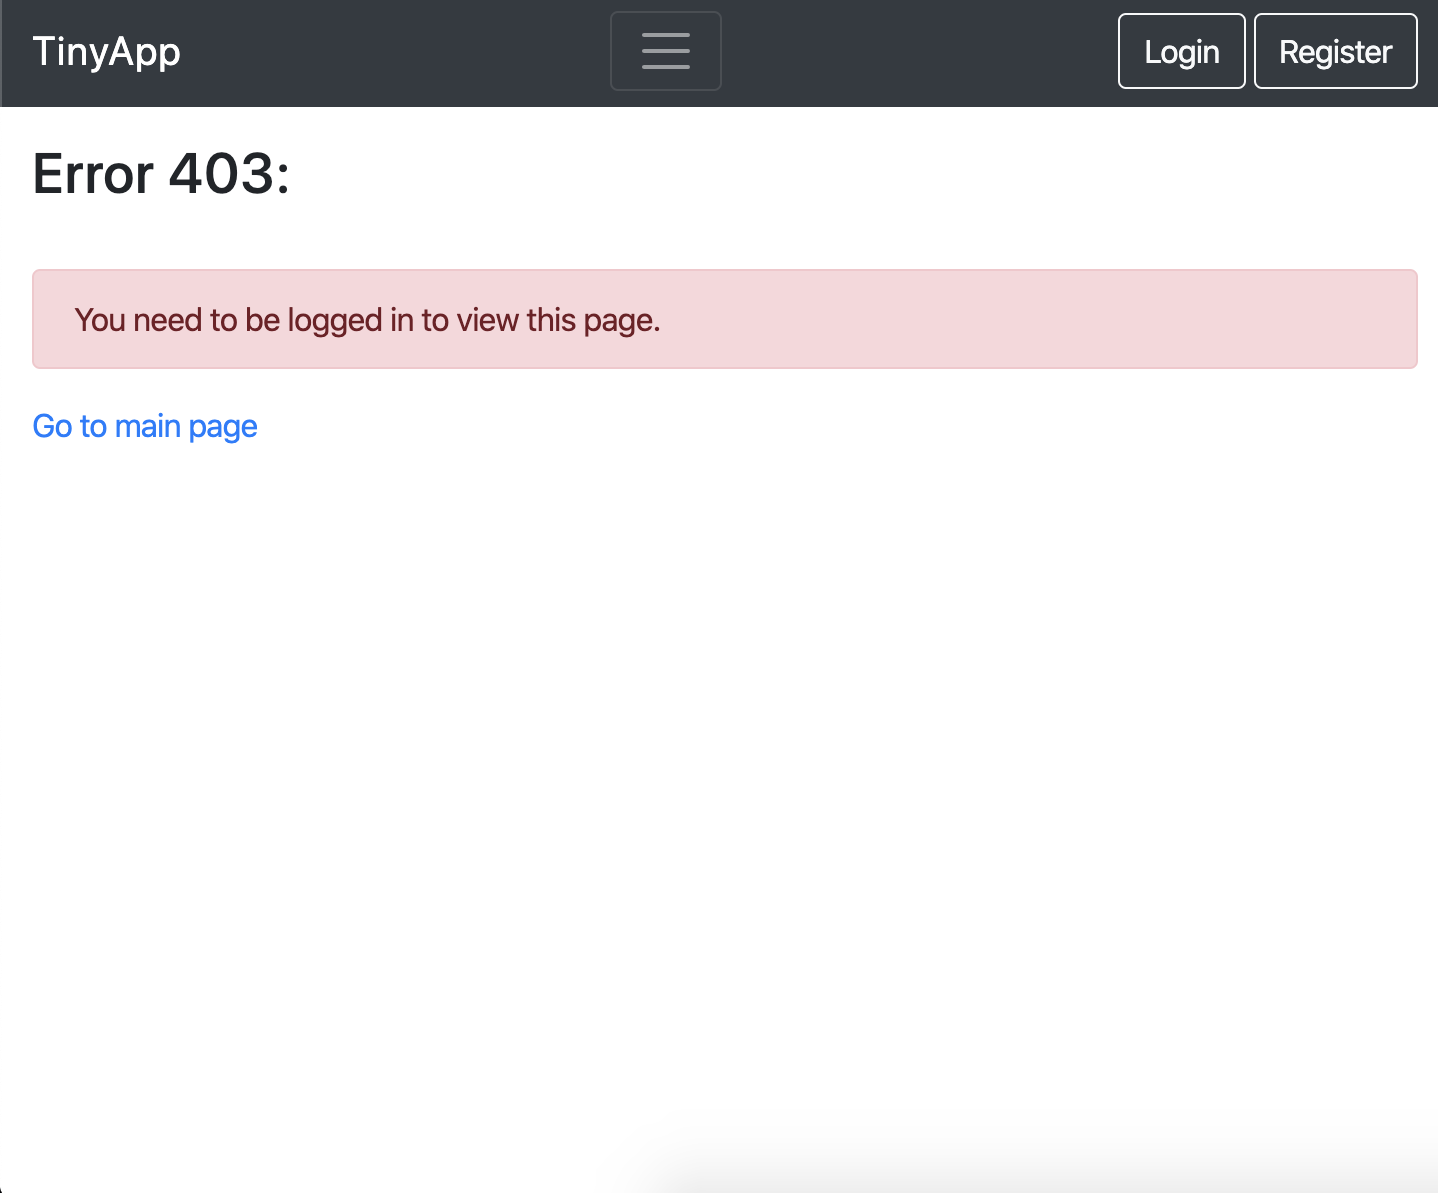 TinyApp
Login
Register
Error 403:
You need to be logged in to view this page.
Go to main page